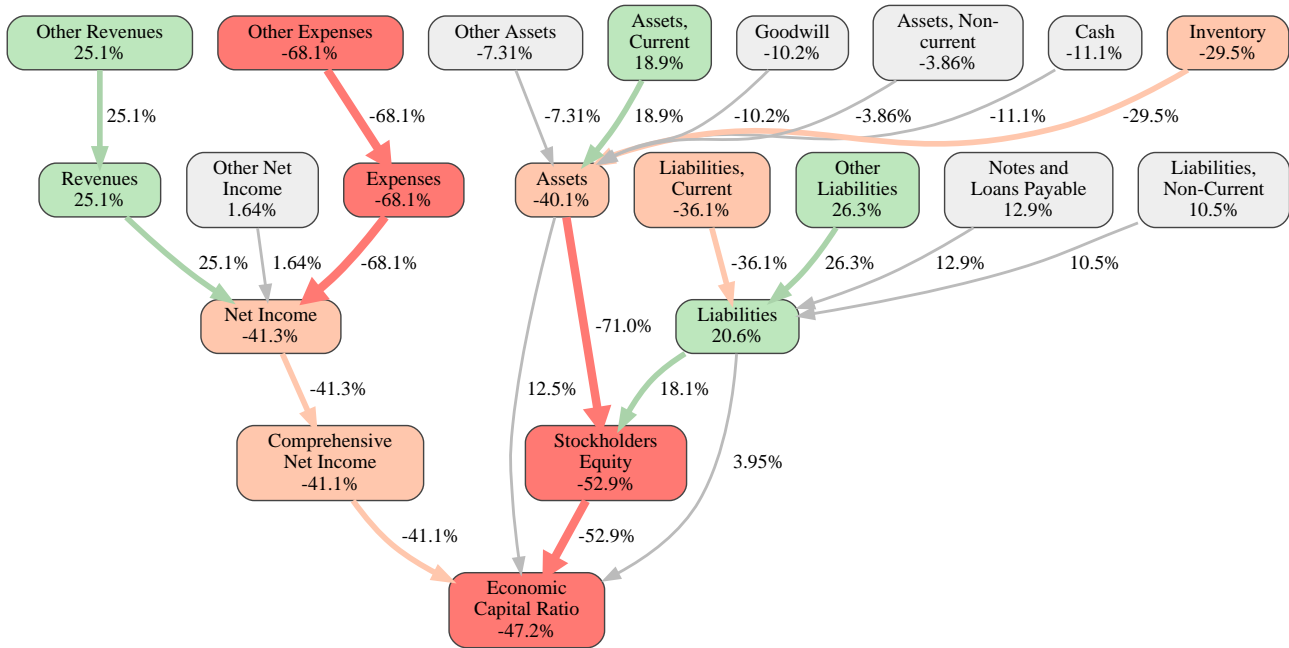 Other Revenues
25.1%
Other Expenses
-68.1%
Other Assets
-7.31%
Assets,
Current
18.9%
Goodwill
-10.2%
Assets, Non-
current
-3.86%
Cash
-11.1%
Inventory
-29.5%
25.1%
-68.1%
-7.31%
18.9%
-10.2%
-3.86%
-11.1%
-29.5%
Revenues
25.1%
Other Net
Income
1.64%
Expenses
-68.1%
Assets
-40.1%
Liabilities,
Current
-36.1%
Other
Liabilities
26.3%
Notes and
Loans Payable
12.9%
Liabilities,
Non-Current
10.5%
25.1%
1.64%
-68.1%
-36.1%
26.3%
12.9%
10.5%
Net Income
-41.3%
-71.0%
Liabilities
20.6%
-41.3%
12.5%
18.1%
Comprehensive
Net Income
-41.1%
Stockholders
Equity
-52.9%
3.95%
-41.1%
-52.9%
Economic
Capital Ratio
-47.2%